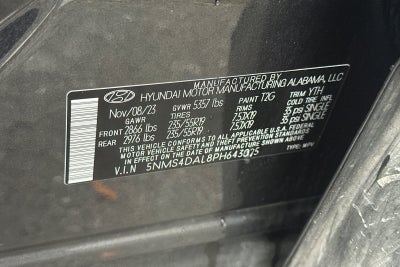 MANUFACTURED BY
HYUNDAI MOTOR MANUFACTURING ALABAMA, LLC
Nov/08/23 GVWR 5357 lbs PAINT T2G TRIM YTH
GAWR TIRES RIMS COLD TIRE INFL. PRES.
FRONT 2866 lbs 235/55R19 7.5JX19 35 psi SINGLE
REAR 2976 lbs 235/55R19 7.5JX19 35 psi SINGLE
THIS VEHICLE CONFORMS TO ALL APPLICABLE U.S. FEDERAL
MOTOR VEHICLE SAFETY STANDARDS
IN EFFECT ON THE DATE OF MANUFACTURE SHOWN ABOVE.
V.I.N 5NMS4DAL8PH643075 TYPE: MPV